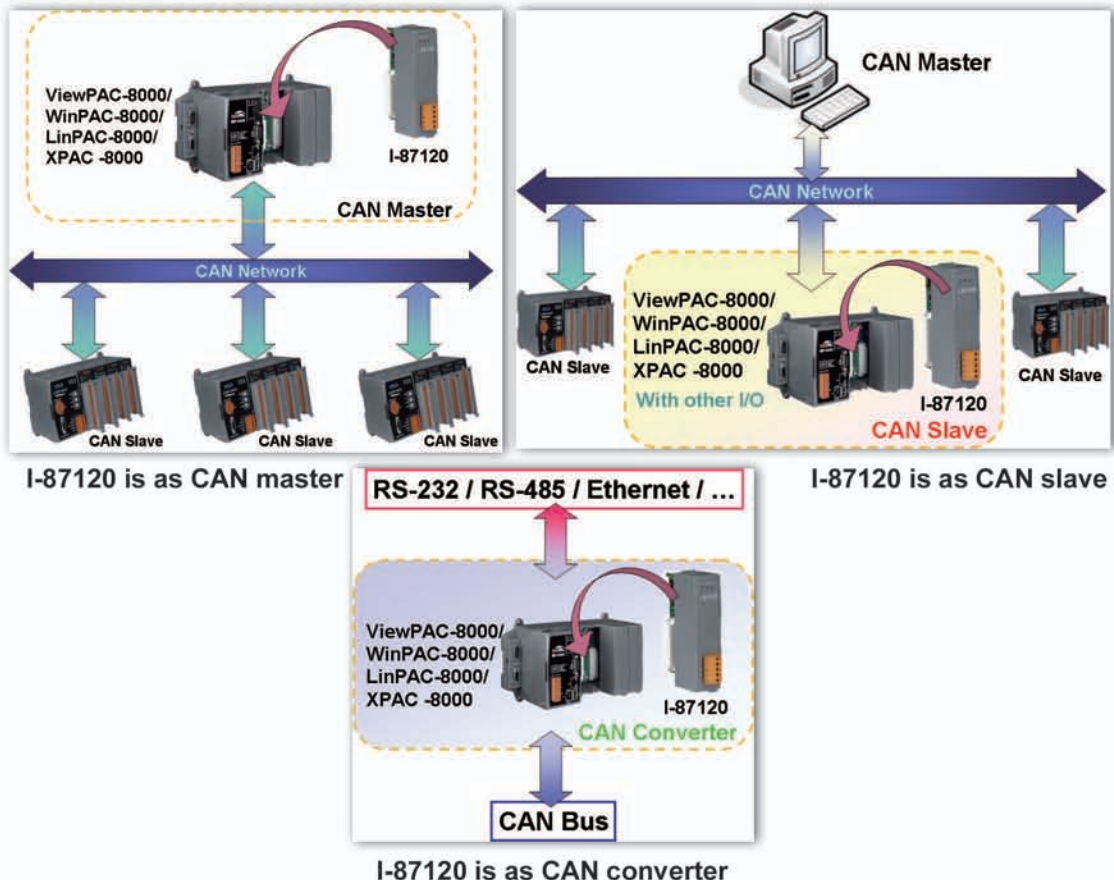 ViewPAC-8000/
WinPAC-8000/
LinPAC-8000/
XPAC -8000
I-87120
CAN Master
CAN Network
CAN Slave
CAN Slave
CAN Slave
I-87120 is as CAN master
CAN Master
CAN Network
CAN Slave
ViewPAC-8000/
WinPAC-8000/
LinPAC-8000/
XPAC -8000
With other I/O
I-87120
CAN Slave
CAN Slave
I-87120 is as CAN slave
RS-232 / RS-485 / Ethernet / ...
ViewPAC-8000/
WinPAC-8000/
LinPAC-8000/
XPAC -8000
I-87120
CAN Converter
CAN Bus
I-87120 is as CAN converter